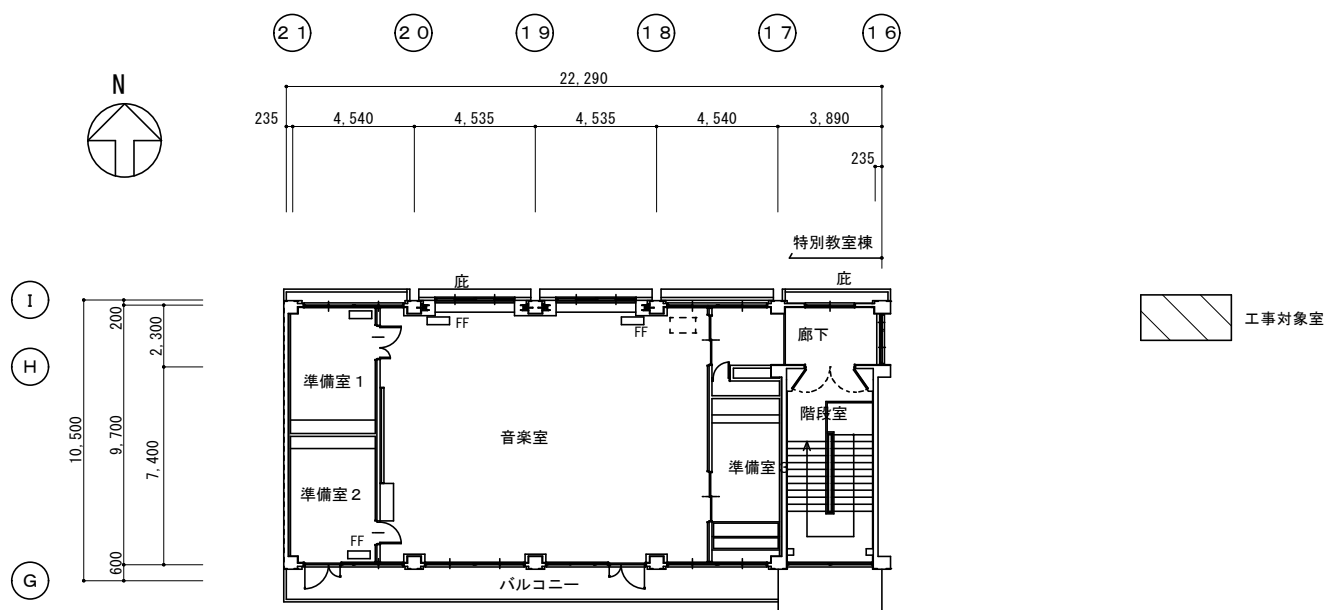 ２１ ２０ １９ １８ １７ １６
N
22,290
235 4,540 4,535 4,535 4,540 3,890
235
特別教室棟
庇 庇
Ｉ
200
2,300
FF FF
廊下
工事対象室
Ｈ
準備室１
階段室
音楽室
10,500
9,700
7,400
準備室３
準備室２
FF
600
Ｇ
バルコニー